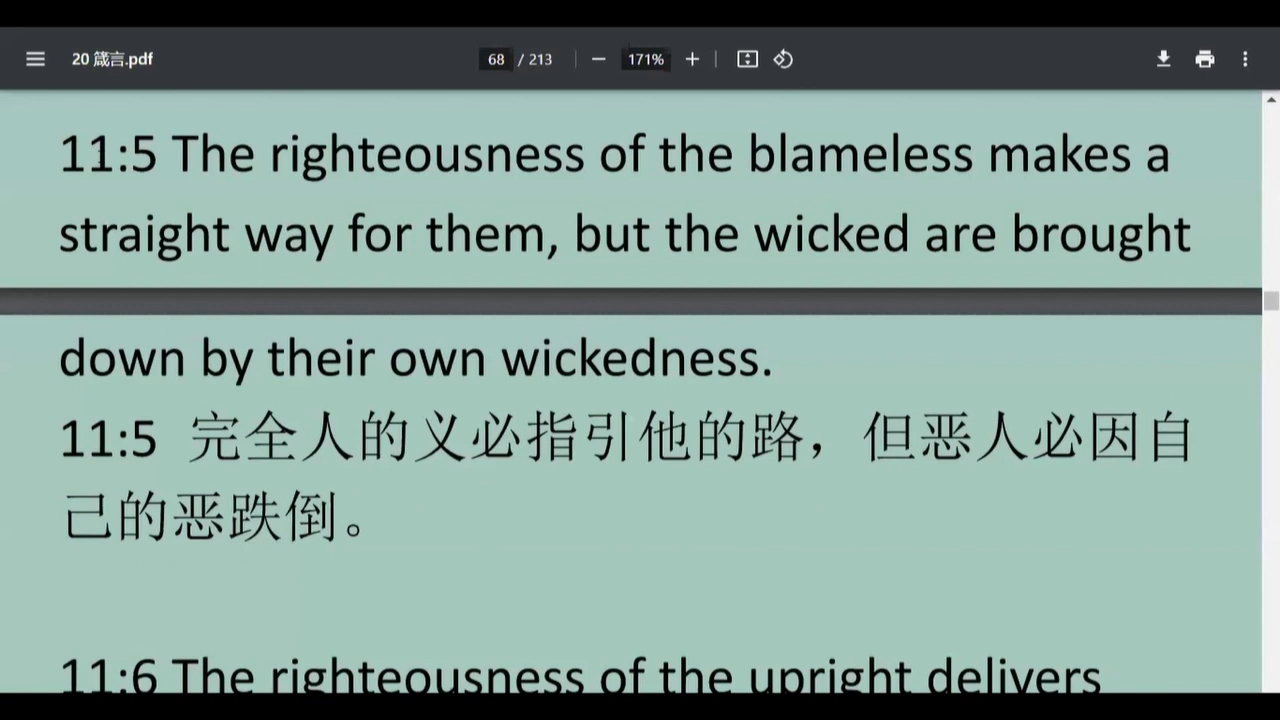 20 箴言.pdf
68 / 213
171%
11:5 The righteousness of the blameless makes a
straight way for them, but the wicked are brought
down by their own wickedness.
11:5 完全人的义必指引他的路，但恶人必因自
己的恶跌倒。
11:6 The righteousness of the upright delivers